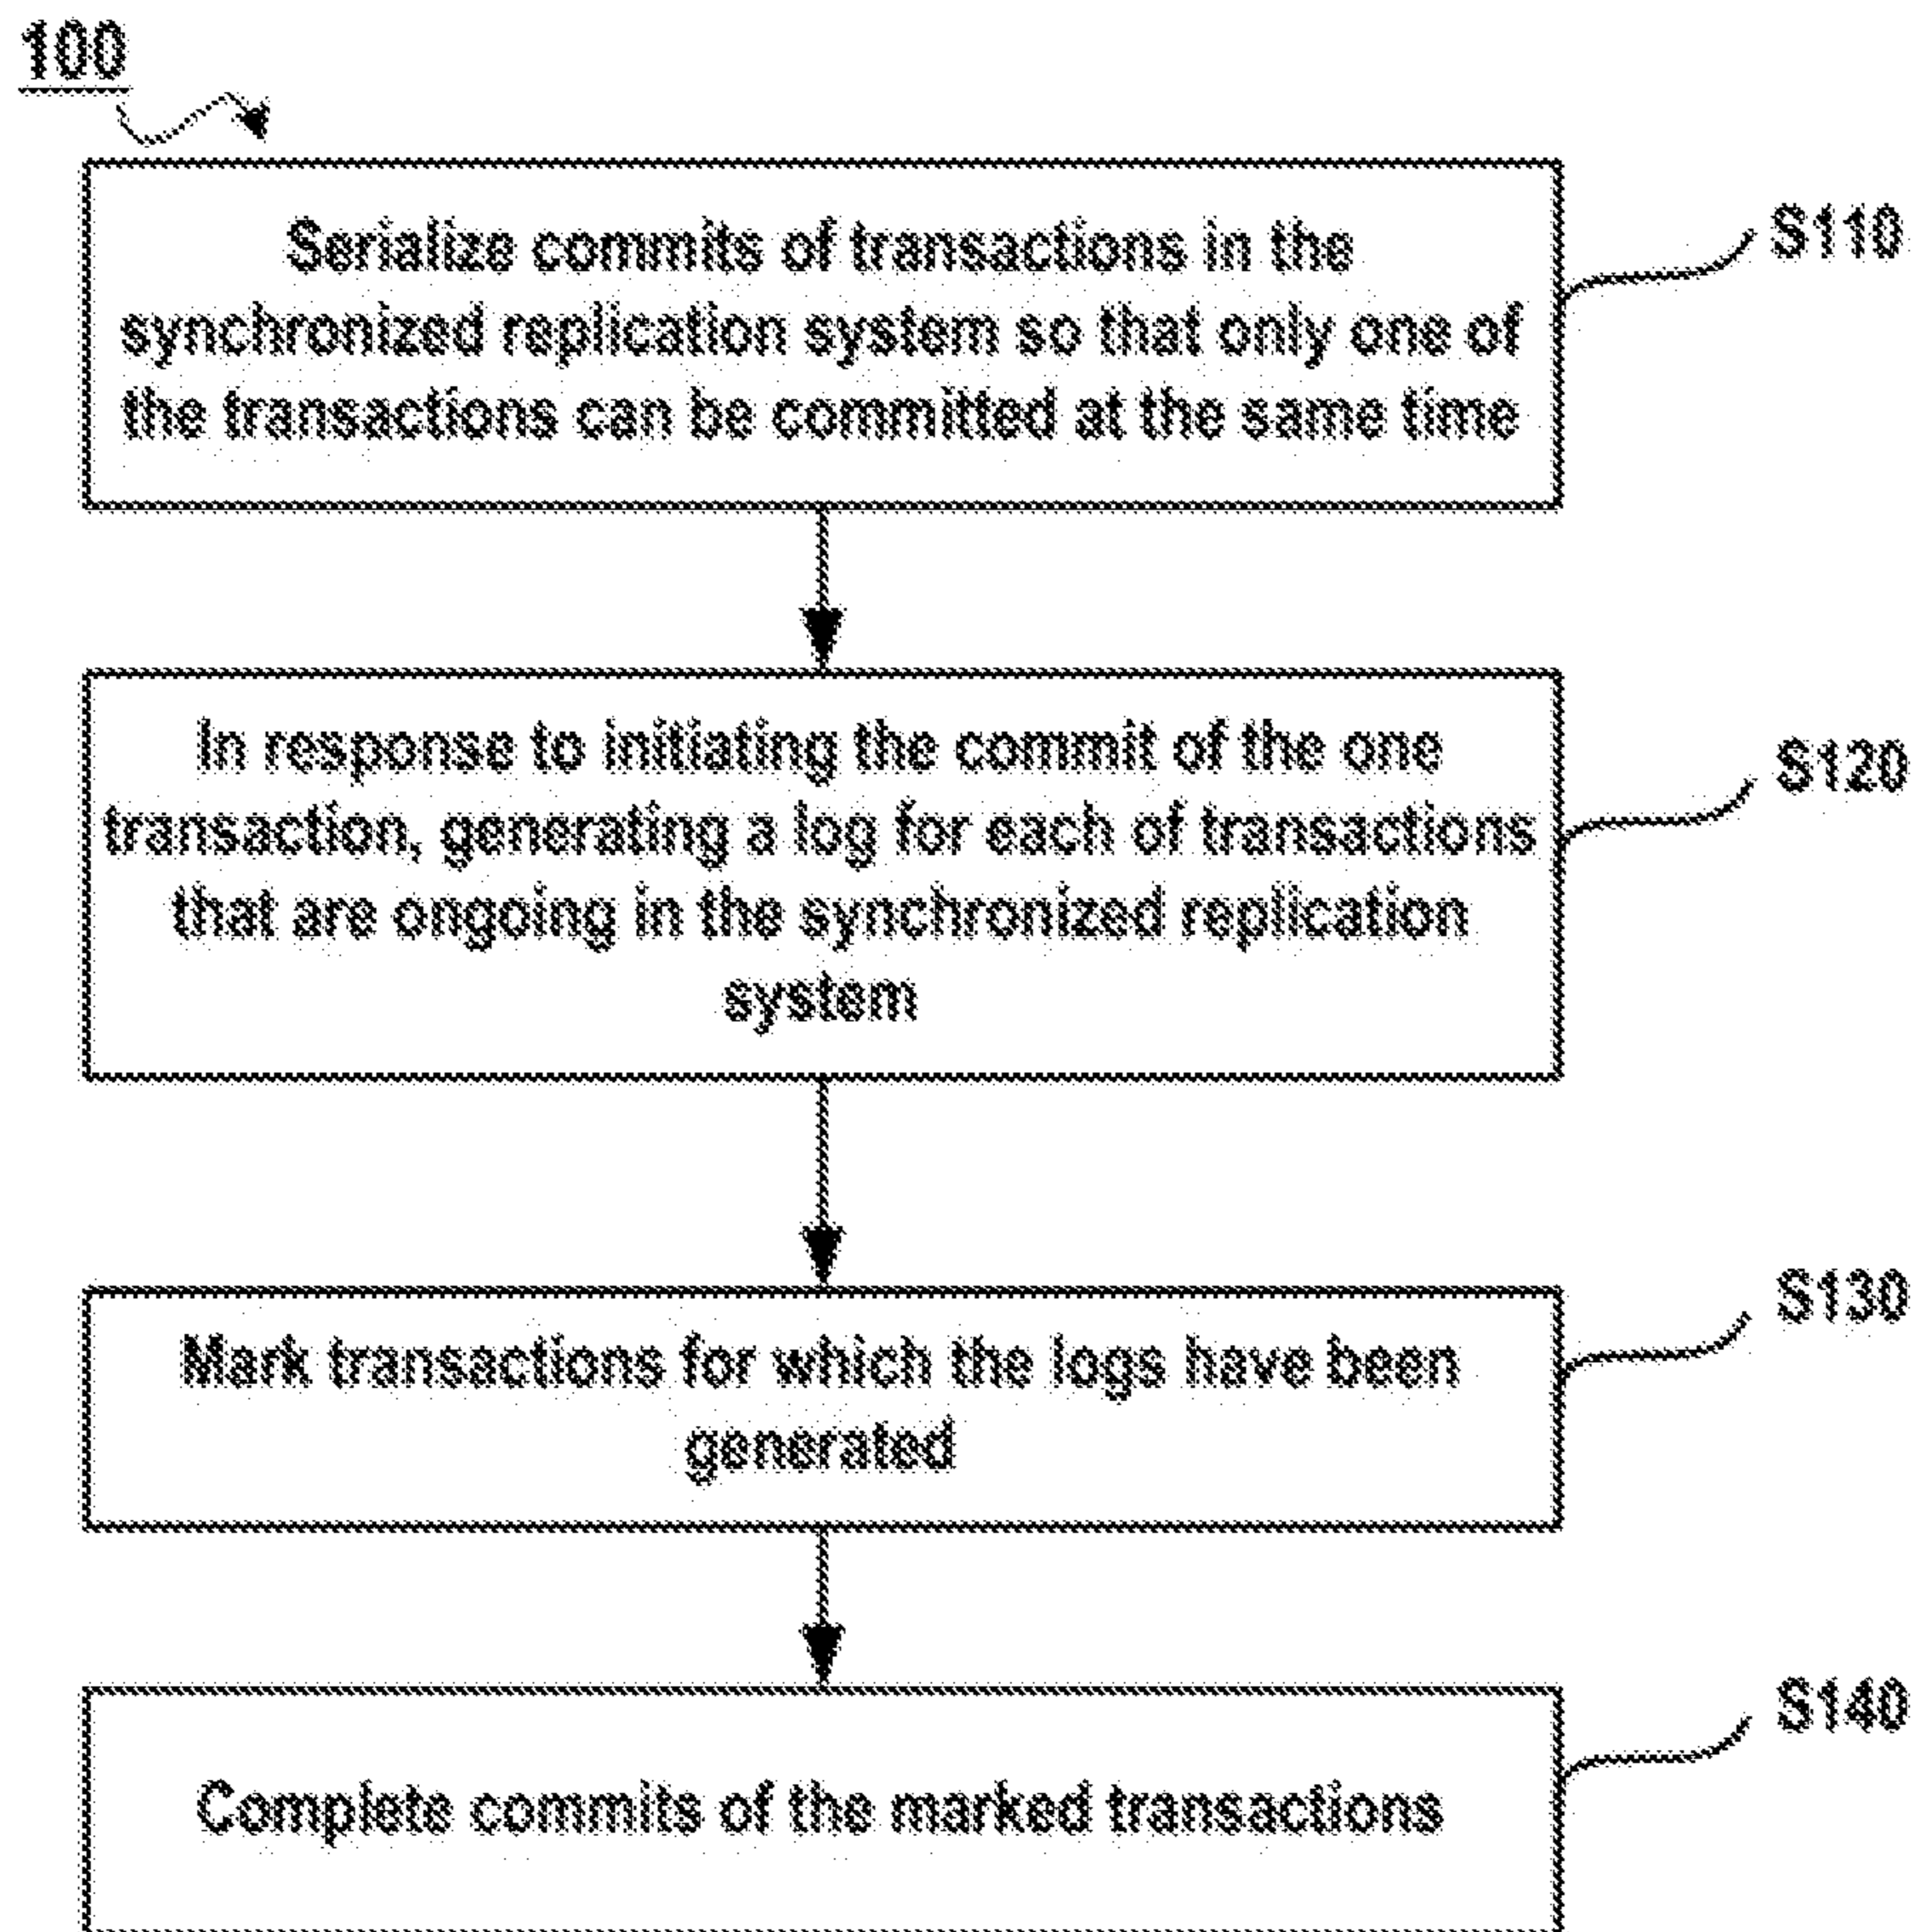 100
Serialize commits of transactions in the
synchronized replication system so that only one of
the transactions can be committed at the same time
S110
In response to initiating the commit of the one
transaction, generating a log for each of transactions
that are ongoing in the synchronized replication
system
S120
Mark transactions for which the logs have been
generated
S130
Complete commits of the marked transactions
S140